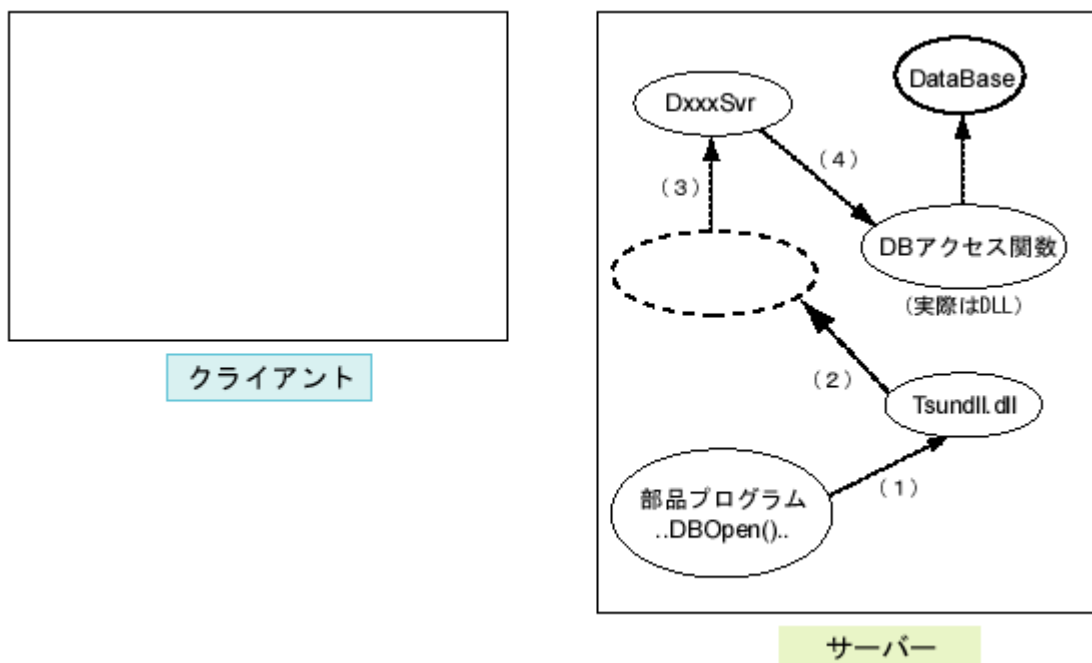 DataBase
DxxxSvr
（4）
（3）
DBアクセス関数
（実際はDLL）
クライアント
（2）
Tsundll.dll
（1）
部品プログラム
..DBOpen()..
サーバー